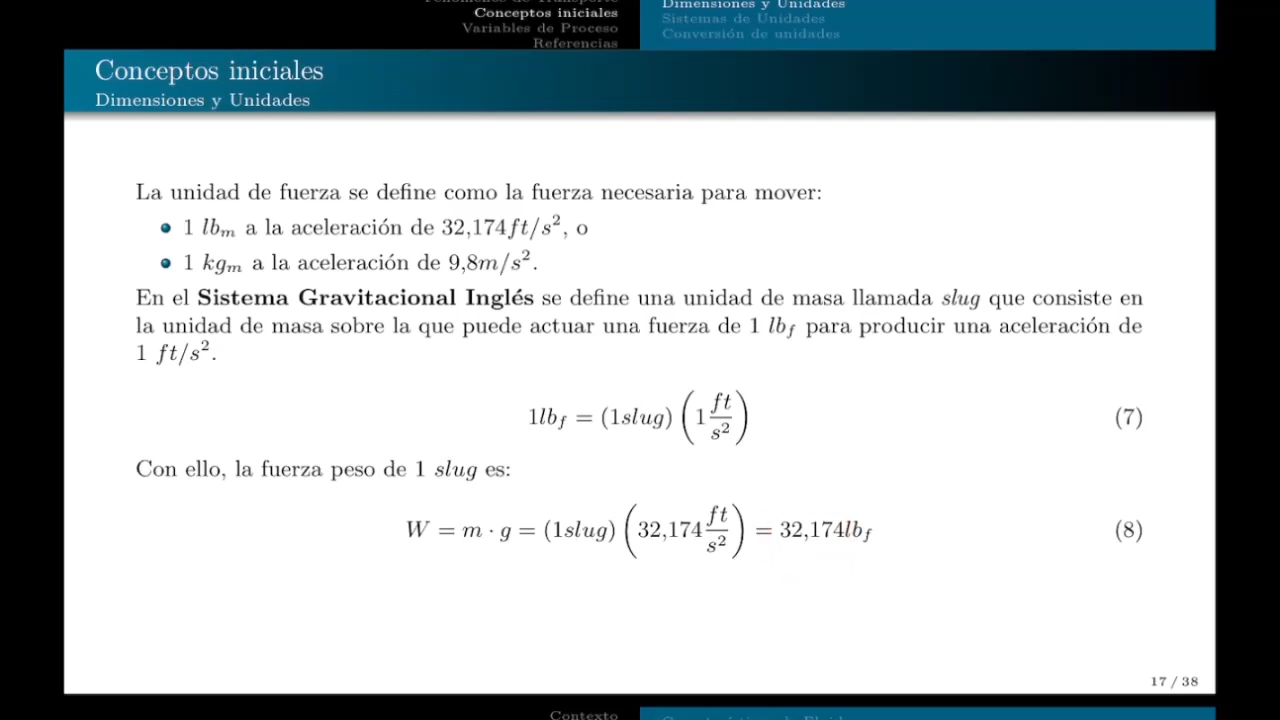 Conceptos iniciales
Variables de Proceso
Referencias
Dimensiones y Unidades
Sistemas de Unidades
Conversión de unidades
Conceptos iniciales
Dimensiones y Unidades
La unidad de fuerza se define como la fuerza necesaria para mover:
1 lb_m a la aceleración de 32,174ft/s², o
1 kg_m a la aceleración de 9,8m/s².
En el Sistema Gravitacional Inglés se define una unidad de masa llamada slug que consiste en
la unidad de masa sobre la que puede actuar una fuerza de 1 lb_f para producir una aceleración de
1 ft/s².
1lb_f = (1slug) (1 ft/s²) (7)
Con ello, la fuerza peso de 1 slug es:
W = m · g = (1slug) (32,174 ft/s²) = 32,174lb_f (8)
17 / 38
Contexto